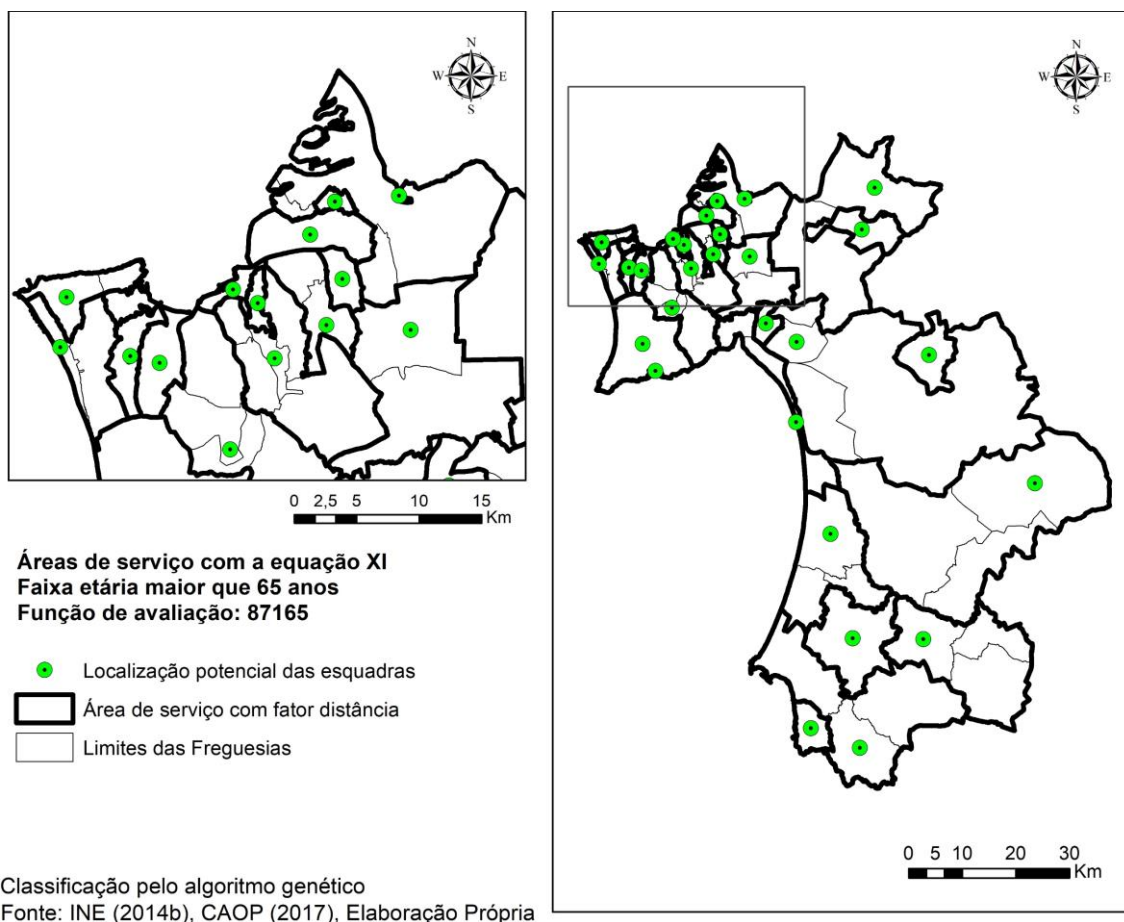 N
W E
S
0 2,5 5 10 15
Km
Áreas de serviço com a equação XI
Faixa etária maior que 65 anos
Função de avaliação: 87165
Localização potencial das esquadras
Área de serviço com fator distância
Limites das Freguesias
Classificação pelo algoritmo genético
Fonte: INE (2014b), CAOP (2017), Elaboração Própria
N
W E
S
0 5 10 20 30
Km